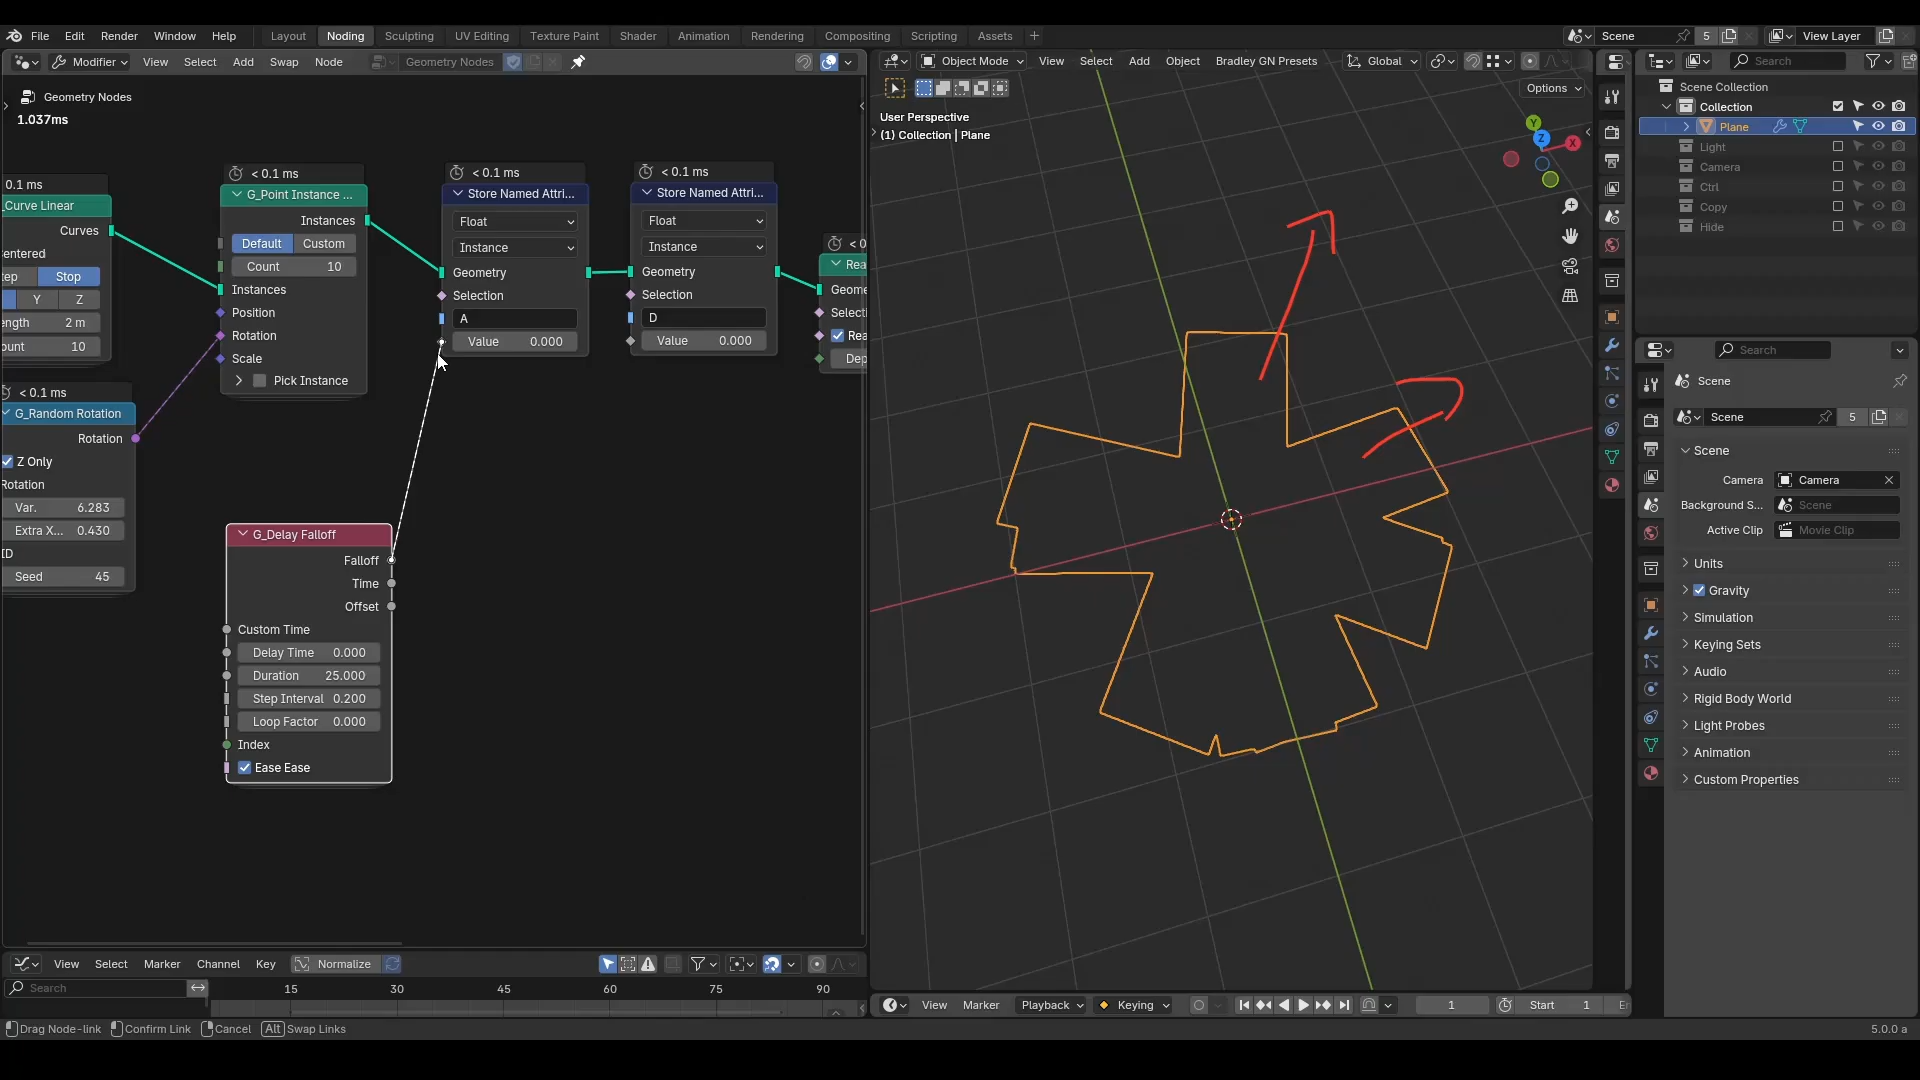 File Edit Render Window Help Layout Noding Sculpting UV Editing Texture Paint Shader Animation Rendering Compositing Scripting Assets + Scene 5 View Layer
Modifier View Select Add Swap Node Geometry Nodes
Object Mode View Select Add Object Bradley GN Presets Global
Options
Geometry Nodes
1.037ms
User Perspective
(1) Collection | Plane
0.1 ms
Curve Linear
Curves
entered
tep Stop
Y Z
ength 2 m
ount 10
< 0.1 ms
G_Random Rotation
Rotation
Z Only
Rotation
Var. 6.283
Extra X... 0.430
ID
Seed 45
< 0.1 ms
G_Point Instance ...
Instances
Default Custom
Count 10
Instances
Position
Rotation
Scale
Pick Instance
G_Delay Falloff
Falloff
Time
Offset
Custom Time
Delay Time 0.000
Duration 25.000
Step Interval 0.200
Loop Factor 0.000
Index
Ease Ease
< 0.1 ms
Store Named Attri...
Float
Instance
Geometry
Selection
A
Value 0.000
< 0.1 ms
Store Named Attri...
Float
Instance
Geometry
Selection
D
Value 0.000
< 0
Rea
Geome
Selecti
Rea
Dep
Z
Y
X
Search
Scene Collection
Collection
Plane
Light
Camera
Ctrl
Copy
Hide
Search
Scene
Scene 5
Scene
Camera Camera
Background S... Scene
Active Clip Movie Clip
Units
Gravity
Simulation
Keying Sets
Audio
Rigid Body World
Light Probes
Animation
Custom Properties
View Select Marker Channel Key Normalize
Search
15 30 45 60 75 90
View Marker Playback Keying 1 Start 1 Er
Drag Node-link Confirm Link Cancel Alt Swap Links
5.0.0 a